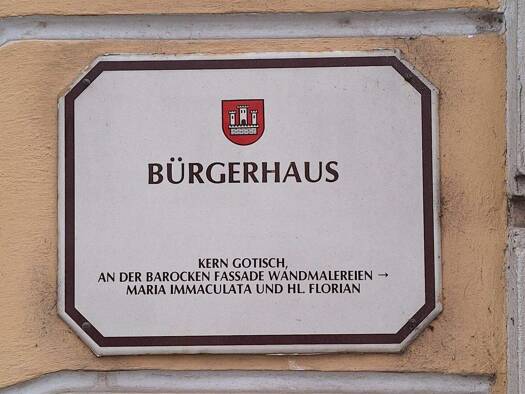 BÜRGERHAUS
KERN GOTISCH,
AN DER BAROCKEN FASSADE WANDMALEREIEN →
MARIA IMMACULATA UND HL. FLORIAN